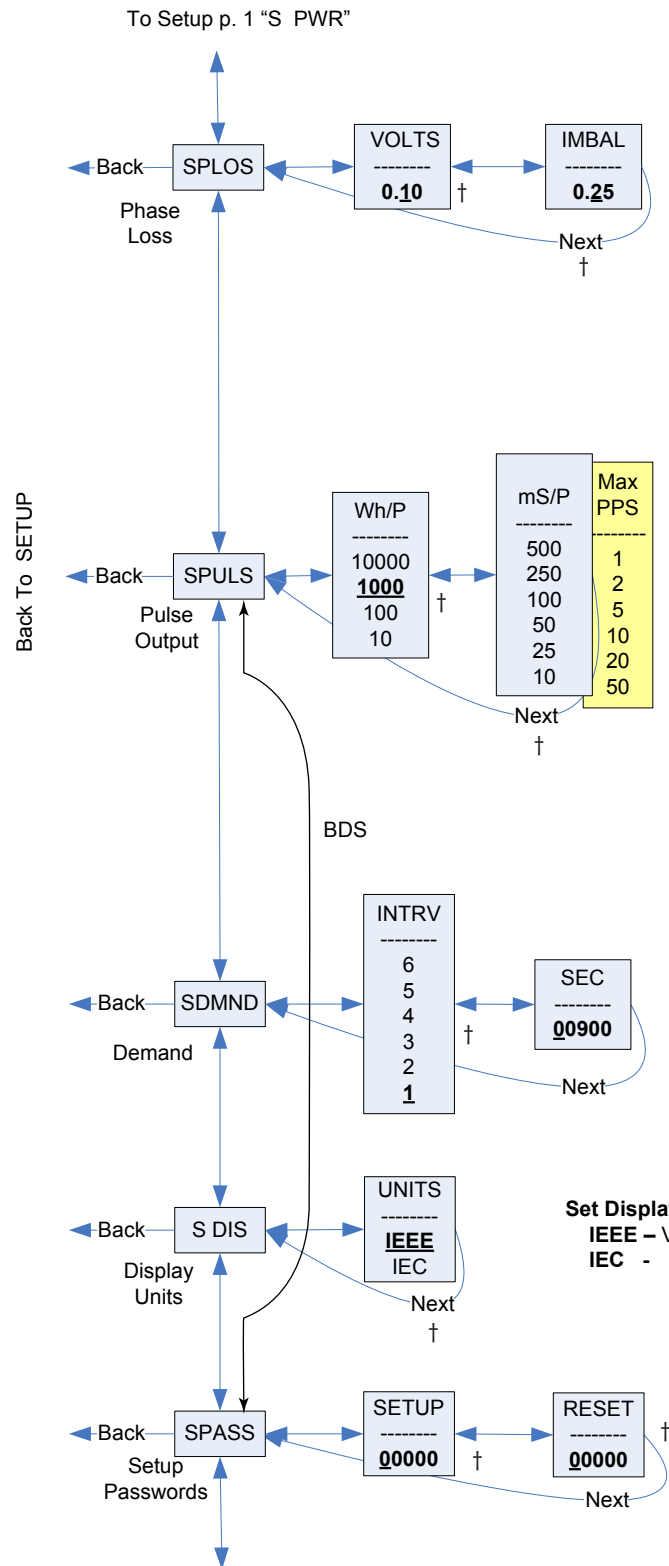 To Setup p. 1 “S PWR”
Back
SPLOS
Phase
Loss
VOLTS
--------
0.10
†
IMBAL
--------
0.25
Next
†
Back To SETUP
Back
SPULS
Pulse
Output
Wh/P
--------
10000
1000
100
10
†
mS/P
--------
500
250
100
50
25
10
Max
PPS
--------
1
2
5
10
20
50
Next
†
BDS
Back
SDMND
Demand
INTRV
--------
6
5
4
3
2
1
†
SEC
--------
00900
Next
Back
S DIS
Display
Units
UNITS
--------
IEEE
IEC
Next
†
Set Display
IEEE –
IEC -
Back
SPASS
Setup
Passwords
SETUP
--------
00000
†
RESET
--------
00000
†
Next